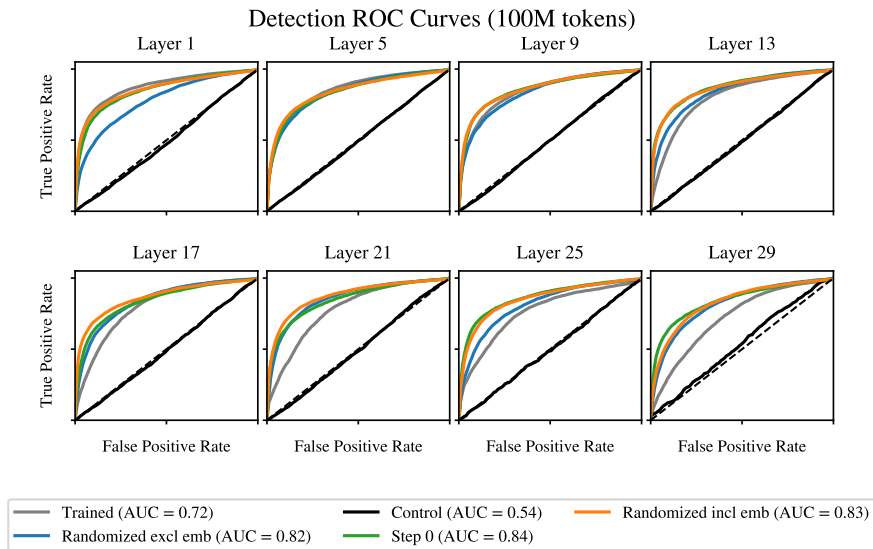 Detection ROC Curves (100M tokens)
Layer 1
Layer 5
Layer 9
Layer 13
True Positive Rate
Layer 17
Layer 21
Layer 25
Layer 29
True Positive Rate
False Positive Rate
False Positive Rate
False Positive Rate
False Positive Rate
Trained (AUC = 0.72)
Control (AUC = 0.54)
Randomized incl emb (AUC = 0.83)
Randomized excl emb (AUC = 0.82)
Step 0 (AUC = 0.84)